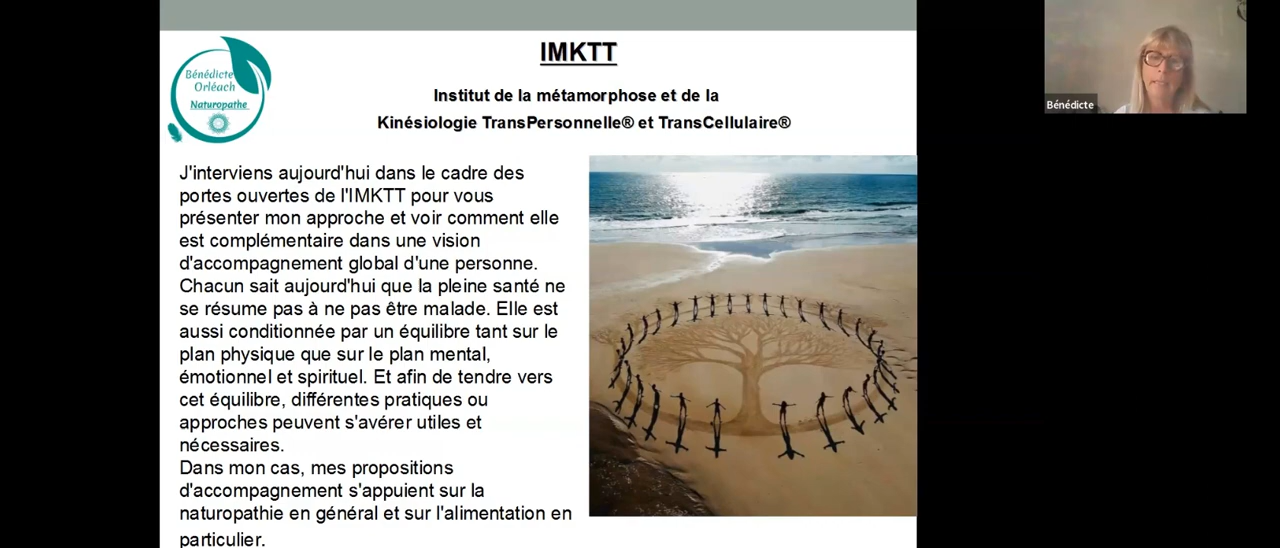 Bénédicte
Orléach
Naturopathe
IMKTT
Institut de la métamorphose et de la
Kinésiologie TransPersonnelle® et TransCellulaire®
J'interviens aujourd'hui dans le cadre des
portes ouvertes de l'IMKTT pour vous
présenter mon approche et voir comment elle
est complémentaire dans une vision
d'accompagnement global d'une personne.
Chacun sait aujourd'hui que la pleine santé ne
se résume pas à ne pas être malade. Elle est
aussi conditionnée par un équilibre tant sur le
plan physique que sur le plan mental,
émotionnel et spirituel. Et afin de tendre vers
cet équilibre, différentes pratiques ou
approches peuvent s'avérer utiles et
nécessaires.
Dans mon cas, mes propositions
d'accompagnement s'appuient sur la
naturopathie en général et sur l'alimentation en
particulier.
Bénédicte